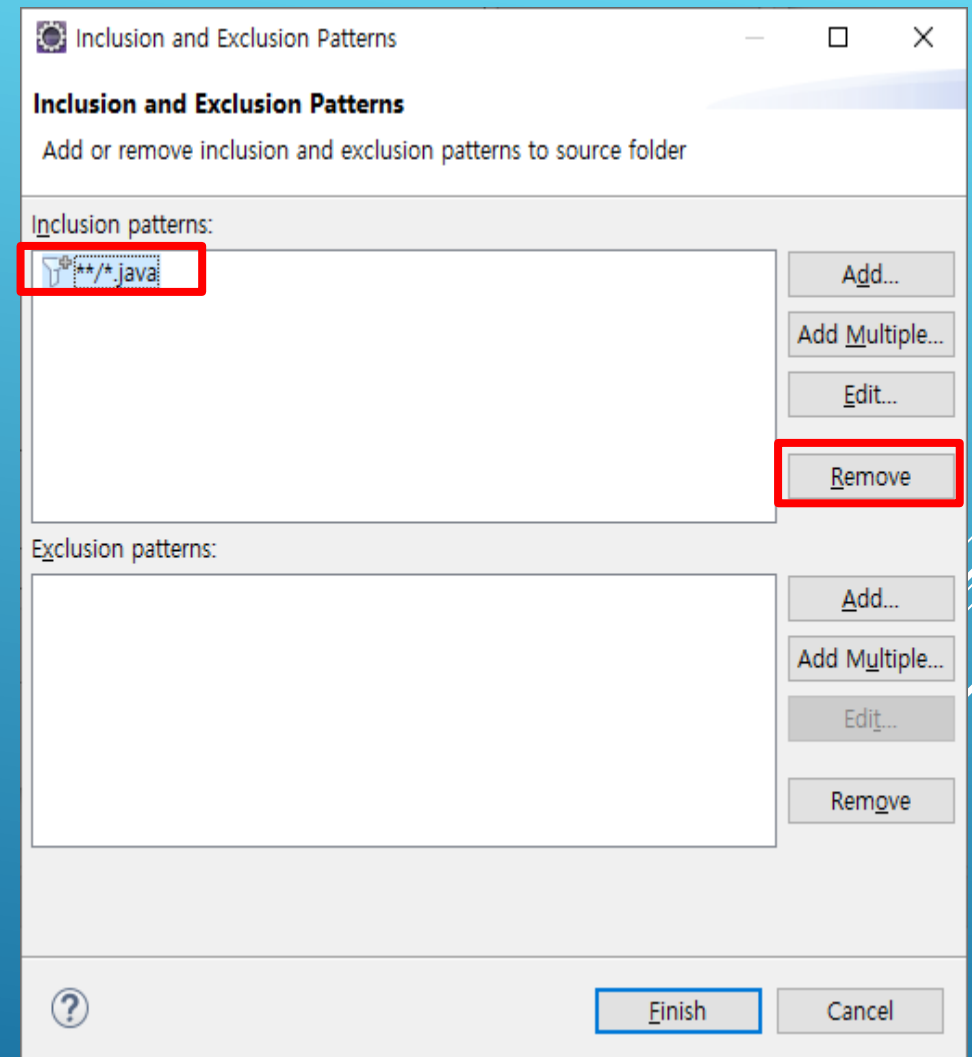 Inclusion and Exclusion Patterns
Inclusion and Exclusion Patterns
Add or remove inclusion and exclusion patterns to source folder
Inclusion patterns:
**/*.java
Add...
Add Multiple...
Edit...
Remove
Exclusion patterns:
Add...
Add Multiple...
Edit...
Remove
Finish Cancel